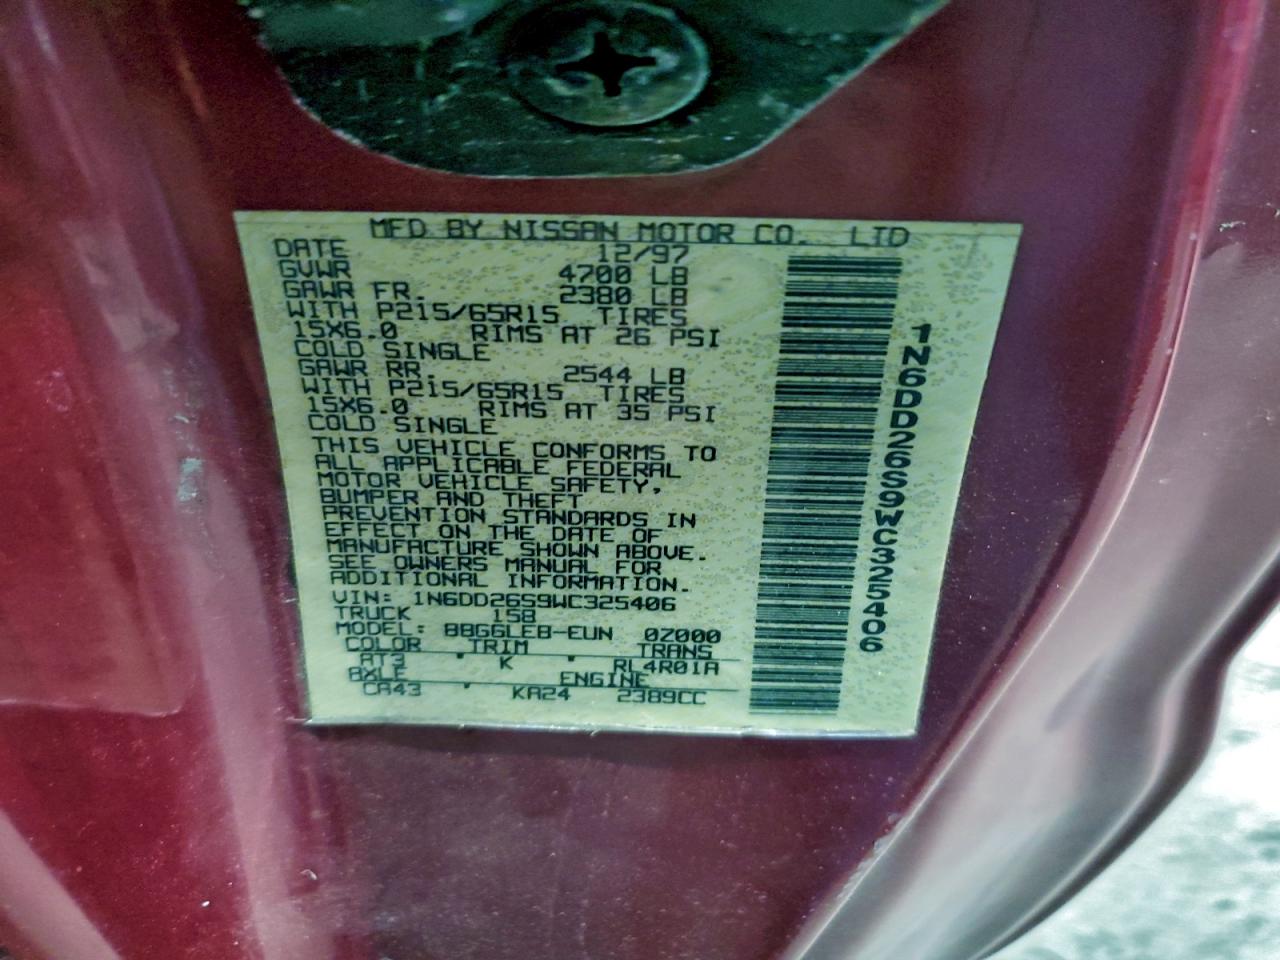 MFD BY NISSAN MOTOR CO. LTD
DATE 12/97
GVWR 4700 LB
GAWR FR. 2380 LB
WITH P215/65R15 TIRES
15X6.0 RIMS AT 26 PSI
COLD SINGLE
GAWR RR. 2544 LB
WITH P215/65R15 TIRES
15X6.0 RIMS AT 35 PSI
COLD SINGLE
THIS VEHICLE CONFORMS TO
ALL APPLICABLE FEDERAL
MOTOR VEHICLE SAFETY,
BUMPER AND THEFT
PREVENTION STANDARDS IN
EFFECT ON THE DATE OF
MANUFACTURE SHOWN ABOVE.
SEE OWNERS MANUAL FOR
ADDITIONAL INFORMATION.
VIN: 1N6DD26S9WC325406
TRUCK 158
MODEL: BBG6LEB-EUN 0Z000
COLOR TRIM TRANS
AT3 K RL4R01A
AXLE ENGINE
CA43 KA24 2389CC
1N6DD26S9WC325406